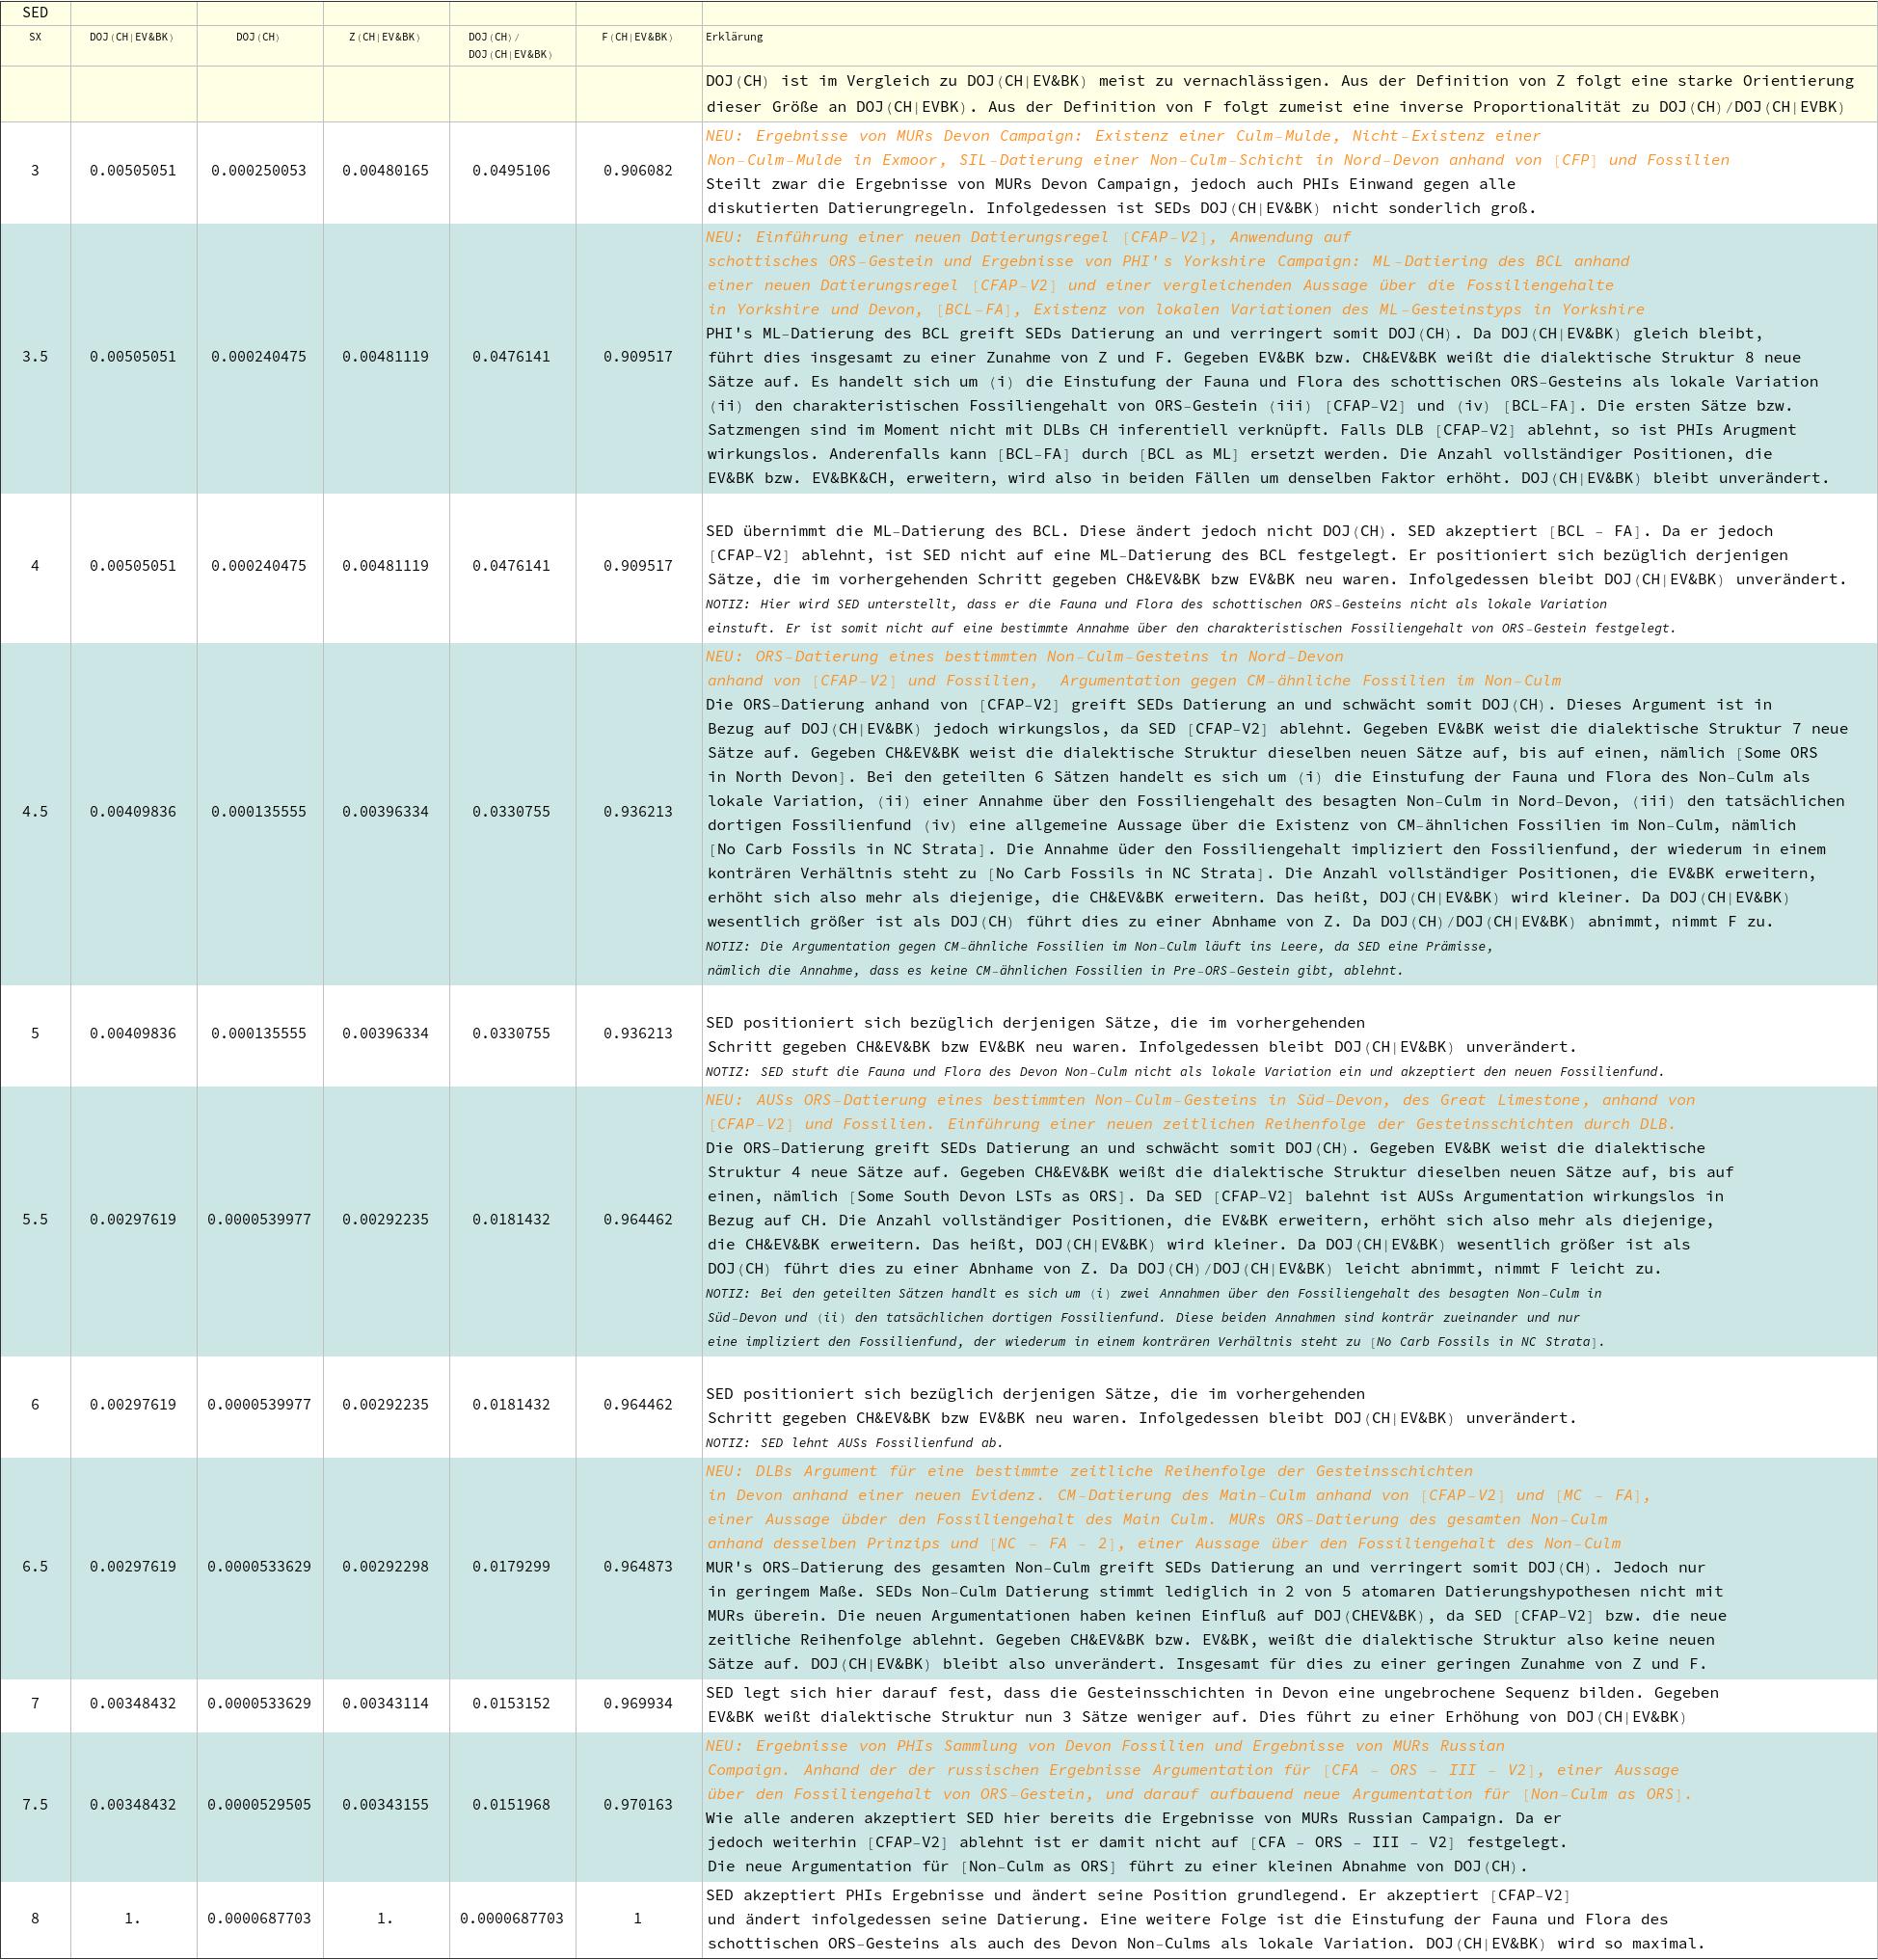 SED
SX DOJ(CH|EV&BK) DOJ(CH) Z(CH|EV&BK) DOJ(CH)/ F(CH|EV&BK) Erklärung
DOJ(CH|EV&BK)
DOJ(CH) ist im Vergleich zu DOJ(CH|EV&BK) meist zu vernachlässigen. Aus der Definition von Z folgt eine starke Orientierung
dieser Größe an DOJ(CH|EVBK). Aus der Definition von F folgt zumeist eine inverse Proportionalität zu DOJ(CH)/DOJ(CH|EVBK)
3 0.00505051 0.000250053 0.00480165 0.0495106 0.906082
NEU: Ergebnisse von MURs Devon Campaign: Existenz einer Culm-Mulde, Nicht-Existenz einer
Non-Culm-Mulde in Exmoor, SIL-Datierung einer Non-Culm-Schicht in Nord-Devon anhand von [CFP] und Fossilien
Steilt zwar die Ergebnisse von MURs Devon Campaign, jedoch auch PHIs Einwand gegen alle
diskutierten Datierungregeln. Infolgedessen ist SEDs DOJ(CH|EV&BK) nicht sonderlich groß.
3.5 0.00505051 0.000240475 0.00481119 0.0476141 0.909517
NEU: Einführung einer neuen Datierungsregel [CFAP-V2], Anwendung auf
schottisches ORS-Gestein und Ergebnisse von PHI's Yorkshire Campaign: ML-Datiering des BCL anhand
einer neuen Datierungsregel [CFAP-V2] und einer vergleichenden Aussage über die Fossiliengehalte
in Yorkshire und Devon, [BCL-FA], Existenz von lokalen Variationen des ML-Gesteinstyps in Yorkshire
PHI's ML-Datierung des BCL greift SEDs Datierung an und verringert somit DOJ(CH). Da DOJ(CH|EV&BK) gleich bleibt,
führt dies insgesamt zu einer Zunahme von Z und F. Gegeben EV&BK bzw. CH&EV&BK weißt die dialektische Struktur 8 neue
Sätze auf. Es handelt sich um (i) die Einstufung der Fauna und Flora des schottischen ORS-Gesteins als lokale Variation
(ii) den charakteristischen Fossiliengehalt von ORS-Gestein (iii) [CFAP-V2] und (iv) [BCL-FA]. Die ersten Sätze bzw.
Satzmengen sind im Moment nicht mit DLBs CH inferentiell verknüpft. Falls DLB [CFAP-V2] ablehnt, so ist PHIs Arugment
wirkungslos. Anderenfalls kann [BCL-FA] durch [BCL as ML] ersetzt werden. Die Anzahl vollständiger Positionen, die
EV&BK bzw. EV&BK&CH, erweitern, wird also in beiden Fällen um denselben Faktor erhöht. DOJ(CH|EV&BK) bleibt unverändert.
4 0.00505051 0.000240475 0.00481119 0.0476141 0.909517
SED übernimmt die ML-Datierung des BCL. Diese ändert jedoch nicht DOJ(CH). SED akzeptiert [BCL - FA]. Da er jedoch
[CFAP-V2] ablehnt, ist SED nicht auf eine ML-Datierung des BCL festgelegt. Er positioniert sich bezüglich derjenigen
Sätze, die im vorhergehenden Schritt gegeben CH&EV&BK bzw EV&BK neu waren. Infolgedessen bleibt DOJ(CH|EV&BK) unverändert.
NOTIZ: Hier wird SED unterstellt, dass er die Fauna und Flora des schottischen ORS-Gesteins nicht als lokale Variation
einstuft. Er ist somit nicht auf eine bestimmte Annahme über den charakteristischen Fossiliengehalt von ORS-Gestein festgelegt.
4.5 0.00409836 0.000135555 0.00396334 0.0330755 0.936213
NEU: ORS-Datierung eines bestimmten Non-Culm-Gesteins in Nord-Devon
anhand von [CFAP-V2] und Fossilien, Argumentation gegen CM-ähnliche Fossilien im Non-Culm
Die ORS-Datierung anhand von [CFAP-V2] greift SEDs Datierung an und schwächt somit DOJ(CH). Dieses Argument ist in
Bezug auf DOJ(CH|EV&BK) jedoch wirkungslos, da SED [CFAP-V2] ablehnt. Gegeben EV&BK weist die dialektische Struktur 7 neue
Sätze auf. Gegeben CH&EV&BK weist die dialektische Struktur dieselben neuen Sätze auf, bis auf einen, nämlich [Some ORS
in North Devon]. Bei den geteilten 6 Sätzen handelt es sich um (i) die Einstufung der Fauna und Flora des Non-Culm als
lokale Variation, (ii) einer Annahme über den Fossiliengehalt des besagten Non-Culm in Nord-Devon, (iii) den tatsächlichen
dortigen Fossilienfund (iv) eine allgemeine Aussage über die Existenz von CM-ähnlichen Fossilien im Non-Culm, nämlich
[No Carb Fossils in NC Strata]. Die Annahme üder den Fossiliengehalt impliziert den Fossilienfund, der wiederum in einem
konträren Verhältnis steht zu [No Carb Fossils in NC Strata]. Die Anzahl vollständiger Positionen, die EV&BK erweitern,
erhöht sich also mehr als diejenige, die CH&EV&BK erweitern. Das heißt, DOJ(CH|EV&BK) wird kleiner. Da DOJ(CH|EV&BK)
wesentlich größer ist als DOJ(CH) führt dies zu einer Abnhame von Z. Da DOJ(CH)/DOJ(CH|EV&BK) abnimmt, nimmt F zu.
NOTIZ: Die Argumentation gegen CM-ähnliche Fossilien im Non-Culm läuft ins Leere, da SED eine Prämisse,
nämlich die Annahme, dass es keine CM-ähnlichen Fossilien in Pre-ORS-Gestein gibt, ablehnt.
5 0.00409836 0.000135555 0.00396334 0.0330755 0.936213
SED positioniert sich bezüglich derjenigen Sätze, die im vorhergehenden
Schritt gegeben CH&EV&BK bzw EV&BK neu waren. Infolgedessen bleibt DOJ(CH|EV&BK) unverändert.
NOTIZ: SED stuft die Fauna und Flora des Devon Non-Culm nicht als lokale Variation ein und akzeptiert den neuen Fossilienfund.
5.5 0.00297619 0.0000539977 0.00292235 0.0181432 0.964462
NEU: AUSs ORS-Datierung eines bestimmten Non-Culm-Gesteins in Süd-Devon, des Great Limestone, anhand von
[CFAP-V2] und Fossilien. Einführung einer neuen zeitlichen Reihenfolge der Gesteinsschichten durch DLB.
Die ORS-Datierung greift SEDs Datierung an und schwächt somit DOJ(CH). Gegeben EV&BK weist die dialektische
Struktur 4 neue Sätze auf. Gegeben CH&EV&BK weißt die dialektische Struktur dieselben neuen Sätze auf, bis auf
einen, nämlich [Some South Devon LSTs as ORS]. Da SED [CFAP-V2] balehnt ist AUSs Argumentation wirkungslos in
Bezug auf CH. Die Anzahl vollständiger Positionen, die EV&BK erweitern, erhöht sich also mehr als diejenige,
die CH&EV&BK erweitern. Das heißt, DOJ(CH|EV&BK) wird kleiner. Da DOJ(CH|EV&BK) wesentlich größer ist als
DOJ(CH) führt dies zu einer Abnhame von Z. Da DOJ(CH)/DOJ(CH|EV&BK) leicht abnimmt, nimmt F leicht zu.
NOTIZ: Bei den geteilten Sätzen handlt es sich um (i) zwei Annahmen über den Fossiliengehalt des besagten Non-Culm in
Süd-Devon und (ii) den tatsächlichen dortigen Fossilienfund. Diese beiden Annahmen sind konträr zueinander und nur
eine impliziert den Fossilienfund, der wiederum in einem konträren Verhältnis steht zu [No Carb Fossils in NC Strata].
6 0.00297619 0.0000539977 0.00292235 0.0181432 0.964462
SED positioniert sich bezüglich derjenigen Sätze, die im vorhergehenden
Schritt gegeben CH&EV&BK bzw EV&BK neu waren. Infolgedessen bleibt DOJ(CH|EV&BK) unverändert.
NOTIZ: SED lehnt AUSs Fossilienfund ab.
6.5 0.00297619 0.0000533629 0.00292298 0.0179299 0.964873
NEU: DLBs Argument für eine bestimmte zeitliche Reihenfolge der Gesteinsschichten
in Devon anhand einer neuen Evidenz. CM-Datierung des Main-Culm anhand von [CFAP-V2] und [MC - FA],
einer Aussage übder den Fossiliengehalt des Main Culm. MURs ORS-Datierung des gesamten Non-Culm
anhand desselben Prinzips und [NC - FA - 2], einer Aussage über den Fossiliengehalt des Non-Culm
MUR's ORS-Datierung des gesamten Non-Culm greift SEDs Datierung an und verringert somit DOJ(CH). Jedoch nur
in geringem Maße. SEDs Non-Culm Datierung stimmt lediglich in 2 von 5 atomaren Datierungshypothesen nicht mit
MURs überein. Die neuen Argumentationen haben keinen Einfluß auf DOJ(CHEV&BK), da SED [CFAP-V2] bzw. die neue
zeitliche Reihenfolge ablehnt. Gegeben CH&EV&BK bzw. EV&BK, weißt die dialektische Struktur also keine neuen
Sätze auf. DOJ(CH|EV&BK) bleibt also unverändert. Insgesamt für dies zu einer geringen Zunahme von Z und F.
7 0.00348432 0.0000533629 0.00343114 0.0153152 0.969934
SED legt sich hier darauf fest, dass die Gesteinsschichten in Devon eine ungebrochene Sequenz bilden. Gegeben
EV&BK weißt dialektische Struktur nun 3 Sätze weniger auf. Dies führt zu einer Erhöhung von DOJ(CH|EV&BK)
7.5 0.00348432 0.0000529505 0.00343155 0.0151968 0.970163
NEU: Ergebnisse von PHIs Sammlung von Devon Fossilien und Ergebnisse von MURs Russian
Compaign. Anhand der der russischen Ergebnisse Argumentation für [CFA - ORS - III - V2], einer Aussage
über den Fossiliengehalt von ORS-Gestein, und darauf aufbauend neue Argumentation für [Non-Culm as ORS].
Wie alle anderen akzeptiert SED hier bereits die Ergebnisse von MURs Russian Campaign. Da er
jedoch weiterhin [CFAP-V2] ablehnt ist er damit nicht auf [CFA - ORS - III - V2] festgelegt.
Die neue Argumentation für [Non-Culm as ORS] führt zu einer kleinen Abnahme von DOJ(CH).
8 1. 0.0000687703 1. 0.0000687703 1
SED akzeptiert PHIs Ergebnisse und ändert seine Position grundlegend. Er akzeptiert [CFAP-V2]
und ändert infolgedessen seine Datierung. Eine weitere Folge ist die Einstufung der Fauna und Flora des
schottischen ORS-Gesteins als auch des Devon Non-Culms als lokale Variation. DOJ(CH|EV&BK) wird so maximal.